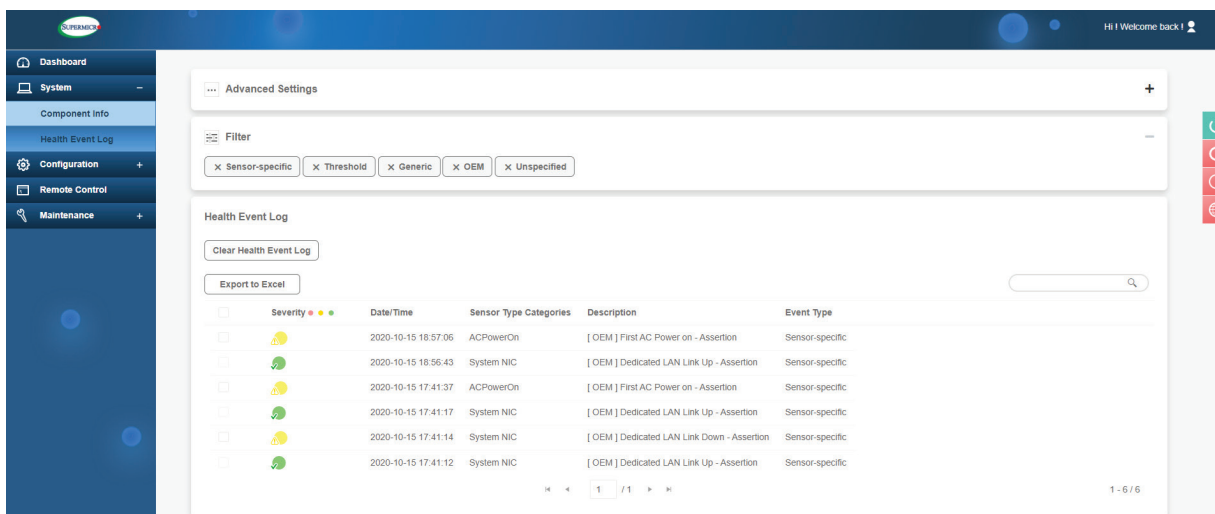 SUPERMICR
Hi ! Welcome back !
Dashboard
System −
Component Info
Health Event Log
Configuration +
Remote Control
Maintenance +
... Advanced Settings +
Filter −
× Sensor-specific × Threshold × Generic × OEM × Unspecified
Health Event Log
Clear Health Event Log
Export to Excel
Severity Date/Time Sensor Type Categories Description Event Type
2020-10-15 18:57:06 ACPowerOn [ OEM ] First AC Power on - Assertion Sensor-specific
2020-10-15 18:56:43 System NIC [ OEM ] Dedicated LAN Link Up - Assertion Sensor-specific
2020-10-15 17:41:37 ACPowerOn [ OEM ] First AC Power on - Assertion Sensor-specific
2020-10-15 17:41:17 System NIC [ OEM ] Dedicated LAN Link Up - Assertion Sensor-specific
2020-10-15 17:41:14 System NIC [ OEM ] Dedicated LAN Link Down - Assertion Sensor-specific
2020-10-15 17:41:12 System NIC [ OEM ] Dedicated LAN Link Up - Assertion Sensor-specific
1 / 1 1 - 6 / 6